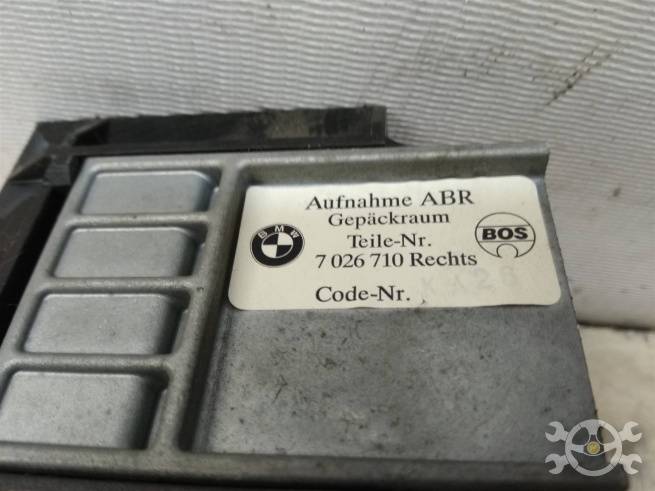 Aufnahme ABR
Gepäckraum
BMW
BOS
Teile-Nr.
7 026 710 Rechts
Code-Nr.